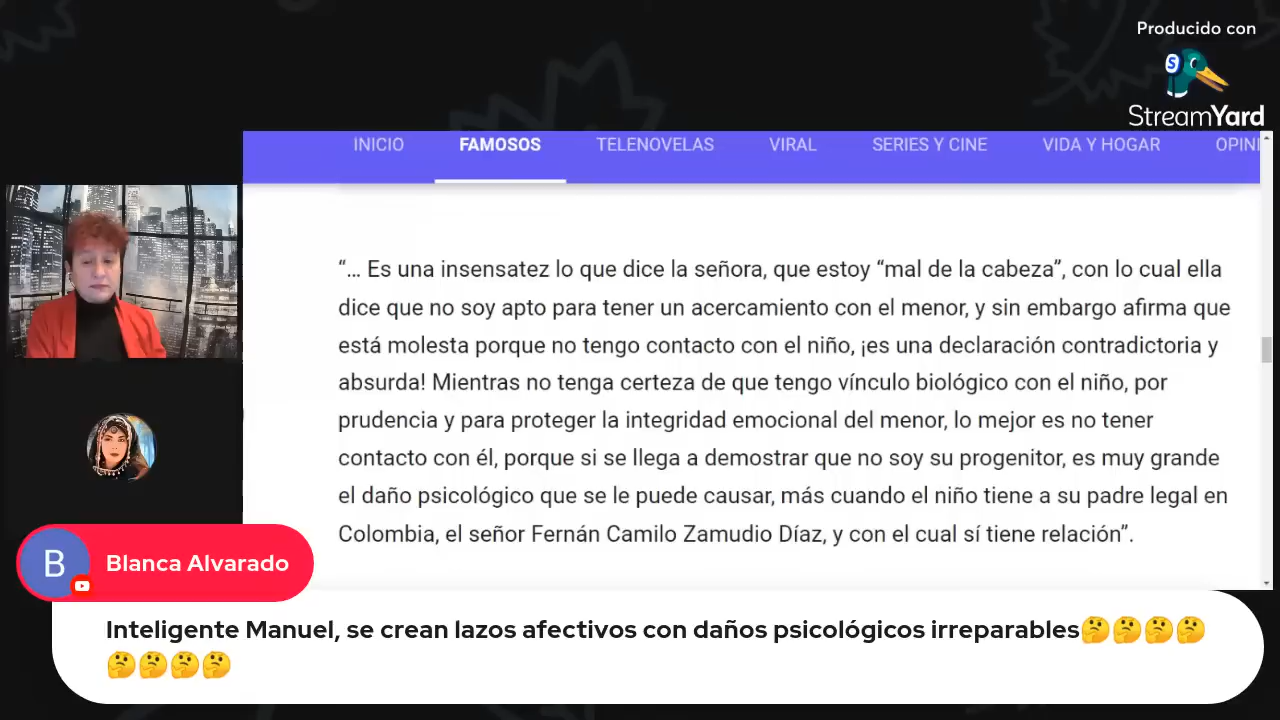 Producido con
S
StreamYard
INICIO FAMOSOS TELENOVELAS VIRAL SERIES Y CINE VIDA Y HOGAR OPINI
“… Es una insensatez lo que dice la señora, que estoy “mal de la cabeza”, con lo cual ella
dice que no soy apto para tener un acercamiento con el menor, y sin embargo afirma que
está molesta porque no tengo contacto con el niño, ¡es una declaración contradictoria y
absurda! Mientras no tenga certeza de que tengo vínculo biológico con el niño, por
prudencia y para proteger la integridad emocional del menor, lo mejor es no tener
contacto con él, porque si se llega a demostrar que no soy su progenitor, es muy grande
el daño psicológico que se le puede causar, más cuando el niño tiene a su padre legal en
Colombia, el señor Fernán Camilo Zamudio Díaz, y con el cual sí tiene relación”.
B
Blanca Alvarado
Inteligente Manuel, se crean lazos afectivos con daños psicológicos irreparables🤔🤔🤔🤔
🤔🤔🤔🤔